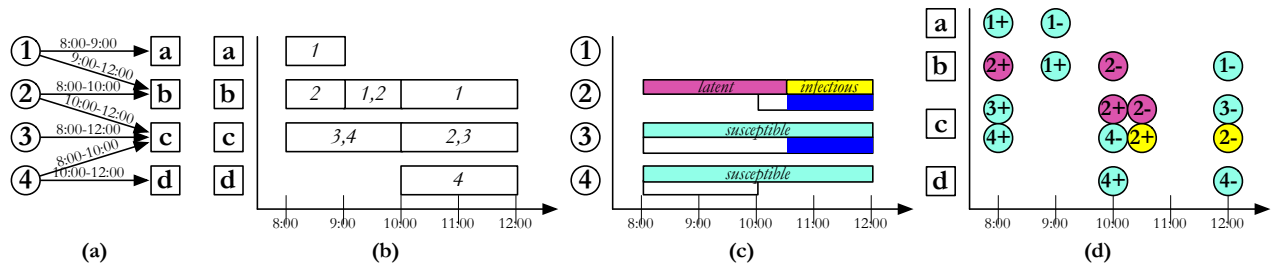 1
2
3
4
8:00-9:00
9:00-12:00
8:00-10:00
10:00-12:00
8:00-12:00
8:00-10:00
10:00-12:00
a
b
c
d
(a)
a
b
c
d
1
2
1,2
1
3,4
2,3
4
8:00
9:00
10:00
11:00
12:00
(b)
1
2
3
4
latent
infectious
susceptible
susceptible
8:00
9:00
10:00
11:00
12:00
(c)
a
b
c
d
1+
1-
2+
1+
2-
1-
3+
2+
2-
3-
4+
4-
2+
2-
4+
4-
8:00
9:00
10:00
11:00
12:00
(d)